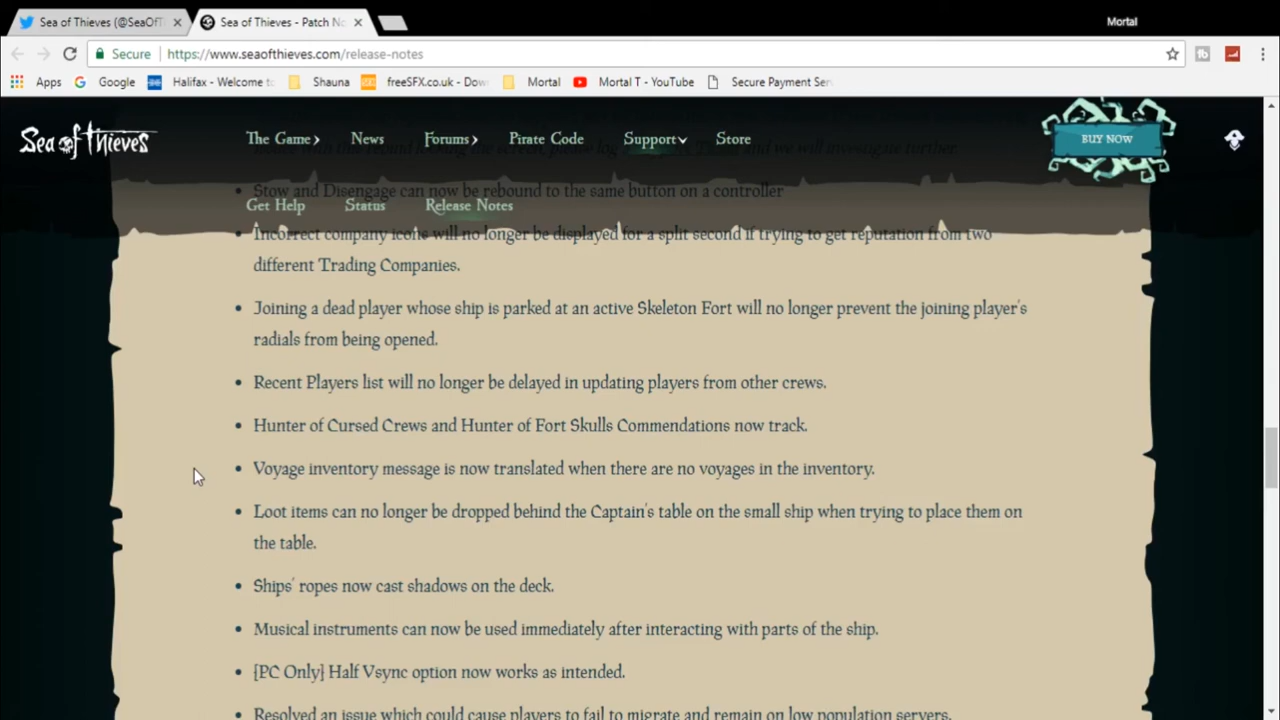 Sea of Thieves (@SeaOfT
Sea of Thieves - Patch No
Mortal
Secure
https://www.seaofthieves.com/release-notes
Apps
Google
Halifax - Welcome to
Shauna
freeSFX.co.uk - Dow
Mortal
Mortal T - YouTube
Secure Payment Serv
Sea of Thieves
The Game
News
Forums
Pirate Code
Support
Store
BUY NOW
and we will investigate further.
• Stow and Disengage can now be rebound to the same button on a controller
Get Help
Status
Release Notes
• Incorrect company icons will no longer be displayed for a split second if trying to get reputation from two
different Trading Companies.
• Joining a dead player whose ship is parked at an active Skeleton Fort will no longer prevent the joining player's
radials from being opened.
• Recent Players list will no longer be delayed in updating players from other crews.
• Hunter of Cursed Crews and Hunter of Fort Skulls Commendations now track.
• Voyage inventory message is now translated when there are no voyages in the inventory.
• Loot items can no longer be dropped behind the Captain's table on the small ship when trying to place them on
the table.
• Ships' ropes now cast shadows on the deck.
• Musical instruments can now be used immediately after interacting with parts of the ship.
• [PC Only] Half Vsync option now works as intended.
• Resolved an issue which could cause players to fail to migrate and remain on low population servers.